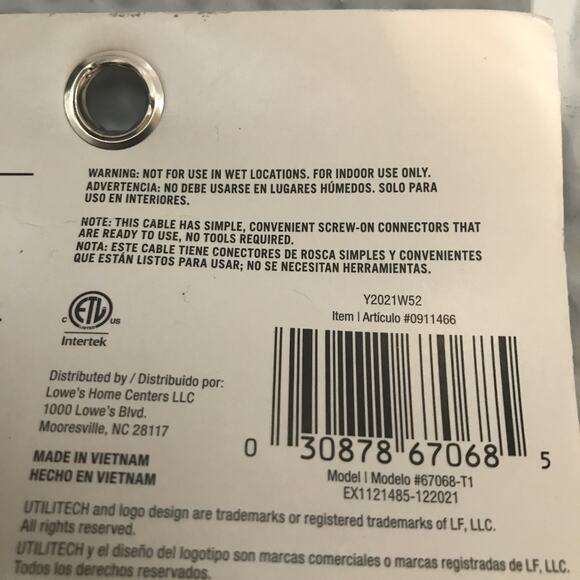 WARNING: NOT FOR USE IN WET LOCATIONS. FOR INDOOR USE ONLY.
ADVERTENCIA: NO DEBE USARSE EN LUGARES HÚMEDOS. SOLO PARA
USO EN INTERIORES.
NOTE: THIS CABLE HAS SIMPLE, CONVENIENT SCREW-ON CONNECTORS THAT
ARE READY TO USE, NO TOOLS REQUIRED.
NOTA: ESTE CABLE TIENE CONECTORES DE ROSCA SIMPLES Y CONVENIENTES
QUE ESTÁN LISTOS PARA USAR; NO SE NECESITAN HERRAMIENTAS.
Y2021W52
Item | Artículo #0911466
C ETL US
LISTED
Intertek
Distributed by / Distribuido por:
Lowe's Home Centers LLC
1000 Lowe's Blvd.
Mooresville, NC 28117
MADE IN VIETNAM
HECHO EN VIETNAM
0 30878 67068 5
Model | Modelo #67068-T1
EX1121485-122021
UTILITECH and logo design are trademarks or registered trademarks of LF, LLC.
All rights reserved.
UTILITECH y el diseño del logotipo son marcas comerciales o marcas registradas de LF, LLC.
Todos los derechos reservados.